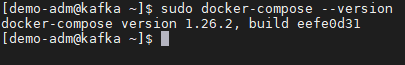 [demo-adm@kafka ~]$ sudo docker-compose --version
docker-compose version 1.26.2, build eefe0d31
[demo-adm@kafka ~]$